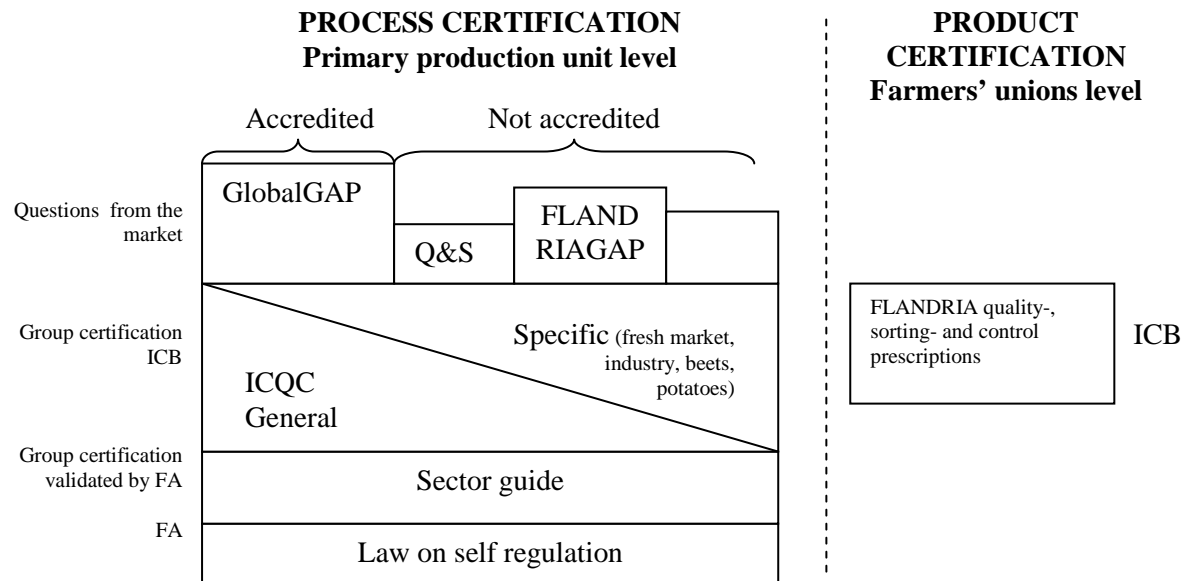 PROCESS CERTIFICATION
Primary production unit level
PRODUCT
CERTIFICATION
Farmers’ unions level
Accredited
Not accredited
Questions from the
market
GlobalGAP
Q&S
FLAND
RIAGAP
Group certification
ICB
ICQC
General
Specific (fresh market,
industry, beets,
potatoes)
FLANDRIA quality-,
sorting- and control
prescriptions
ICB
Group certification
validated by FA
Sector guide
FA
Law on self regulation